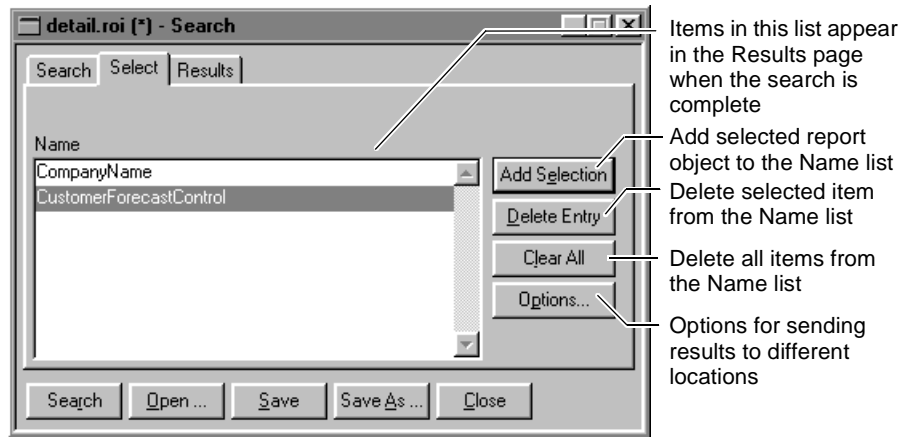 detail.roi (*) - Search
Search Select Results
Name
CompanyName
CustomerForecastControl
Add Selection
Delete Entry
Clear All
Options...
Search Open ... Save Save As ... Close
Items in this list appear
in the Results page
when the search is
complete
Add selected report
object to the Name list
Delete selected item
from the Name list
Delete all items from
the Name list
Options for sending
results to different
locations